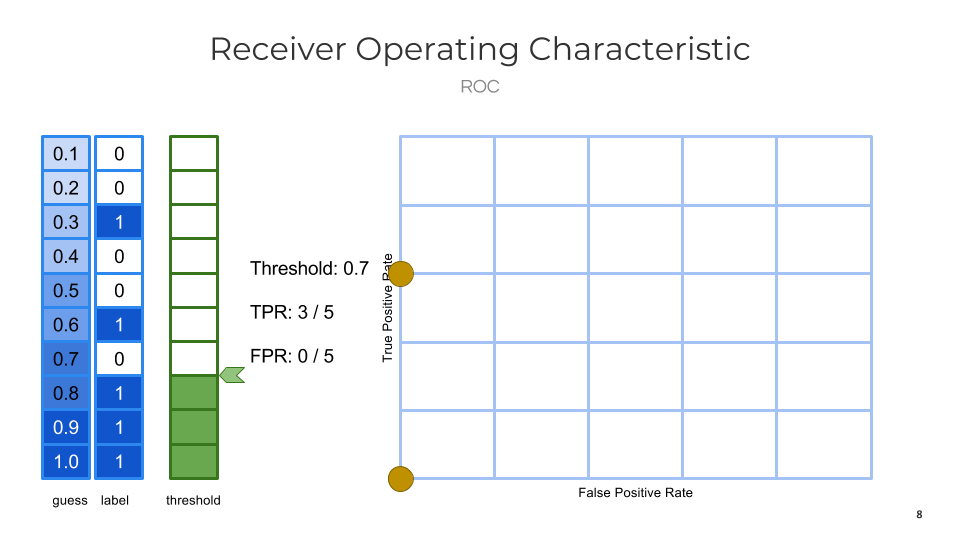 Receiver Operating Characteristic
ROC
0.1 0
0.2 0
0.3 1
0.4 0
0.5 0
0.6 1
0.7 0
0.8 1
0.9 1
1.0 1
guess label threshold
Threshold: 0.7
TPR: 3 / 5
FPR: 0 / 5
True Positive Rate
False Positive Rate
8